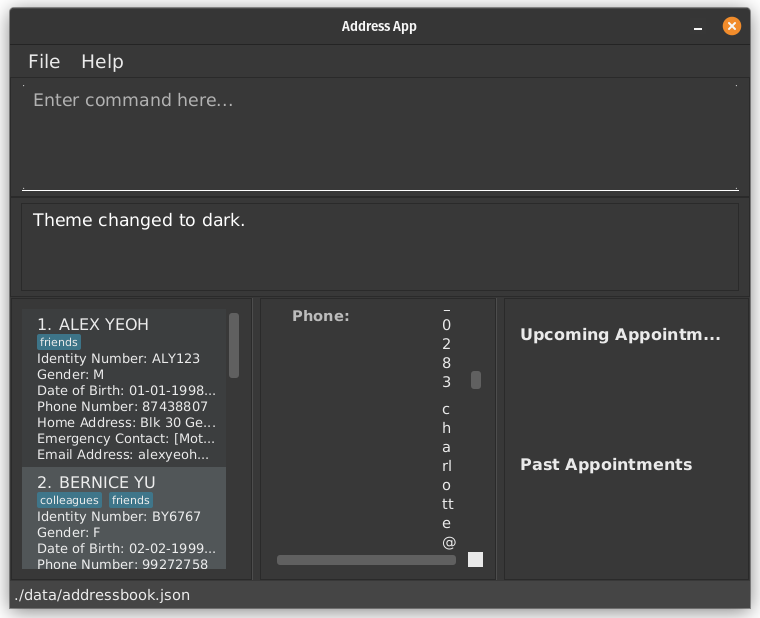 Address App
File Help
Enter command here...
Theme changed to dark.
1. ALEX YEOH
friends
Identity Number: ALY123
Gender: M
Date of Birth: 01-01-1998...
Phone Number: 87438807
Home Address: Blk 30 Ge...
Emergency Contact: [Mot...
Email Address: alexyeoh...
2. BERNICE YU
colleagues friends
Identity Number: BY6767
Gender: F
Date of Birth: 02-02-1999...
Phone Number: 99272758
Phone:
0
2
8
3
c
h
a
rl
o
tt
e
@
Upcoming Appointm...
Past Appointments
./data/addressbook.json